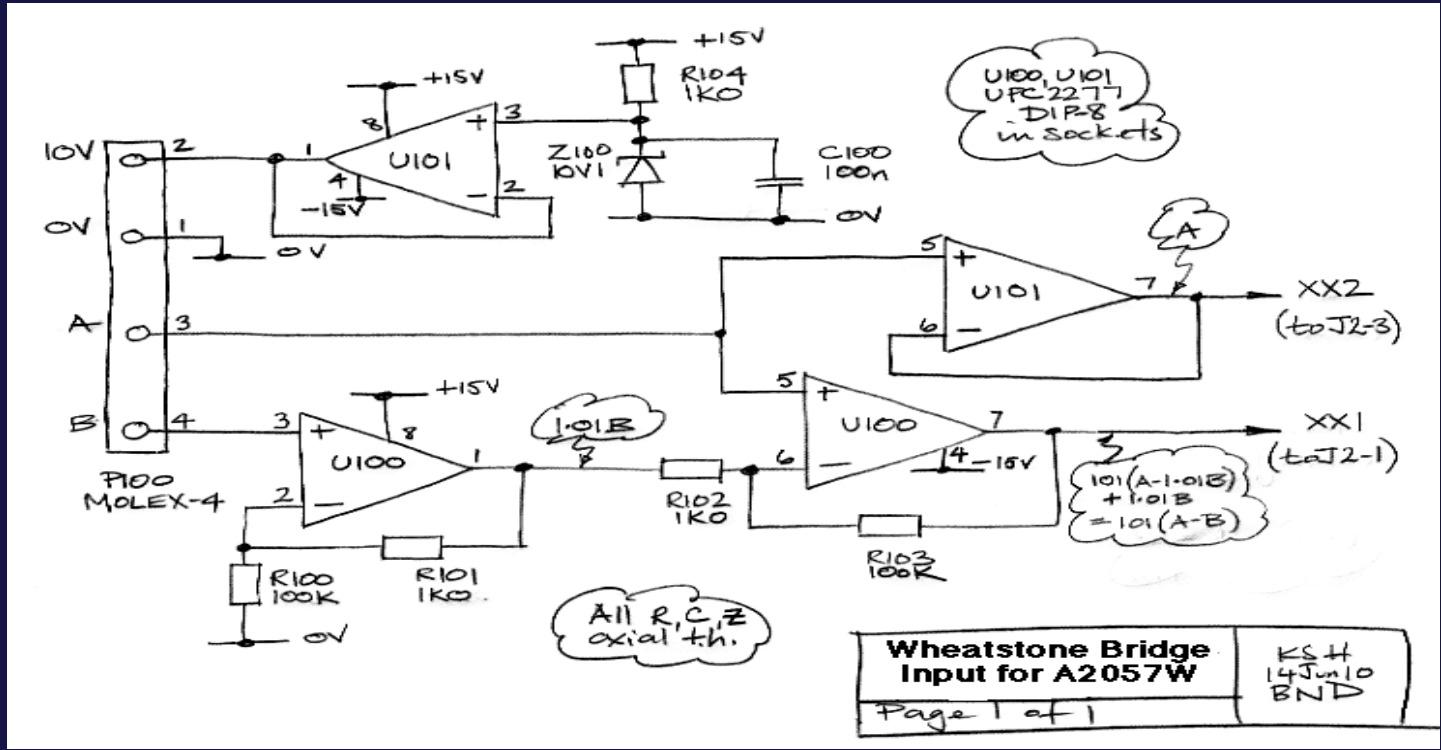 +15V
R104
1K0
+15V
8
3
+
U101
1
4
-15V
2
-
Z100
10V1
C100
100n
0V
U100, U101
UPC2277
DIP-8
in sockets
10V
2
0V
1
0V
A
3
B
4
P100
MOLEX-4
5
+
U101
6
-
7
A
XX2
(to J2-3)
+15V
8
3
+
U100
2
-
1
1.01B
R100
100K
0V
R101
1K0
R102
1K0
5
+
U100
6
-
7
4
-15V
R103
100K
XX1
(to J2-1)
101(A-1.01B)
+1.01B
=101(A-B)
All R,C,Z
axial t.h.
Wheatstone Bridge
Input for A2057W
Page 1 of 1
KSH
14Jun10
BND